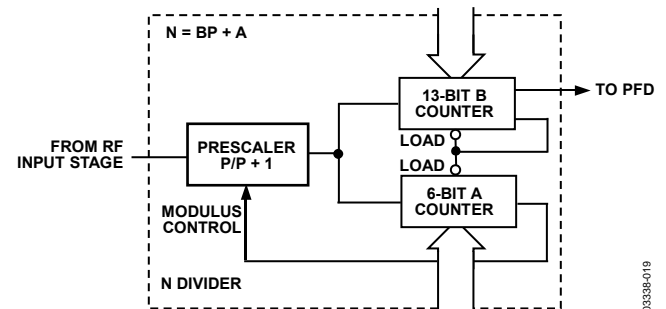 N = BP + A
13-BIT B
COUNTER
TO PFD
LOAD
LOAD
FROM RF
INPUT STAGE
PRESCALER
P/P + 1
6-BIT A
COUNTER
MODULUS
CONTROL
N DIVIDER
03338-019